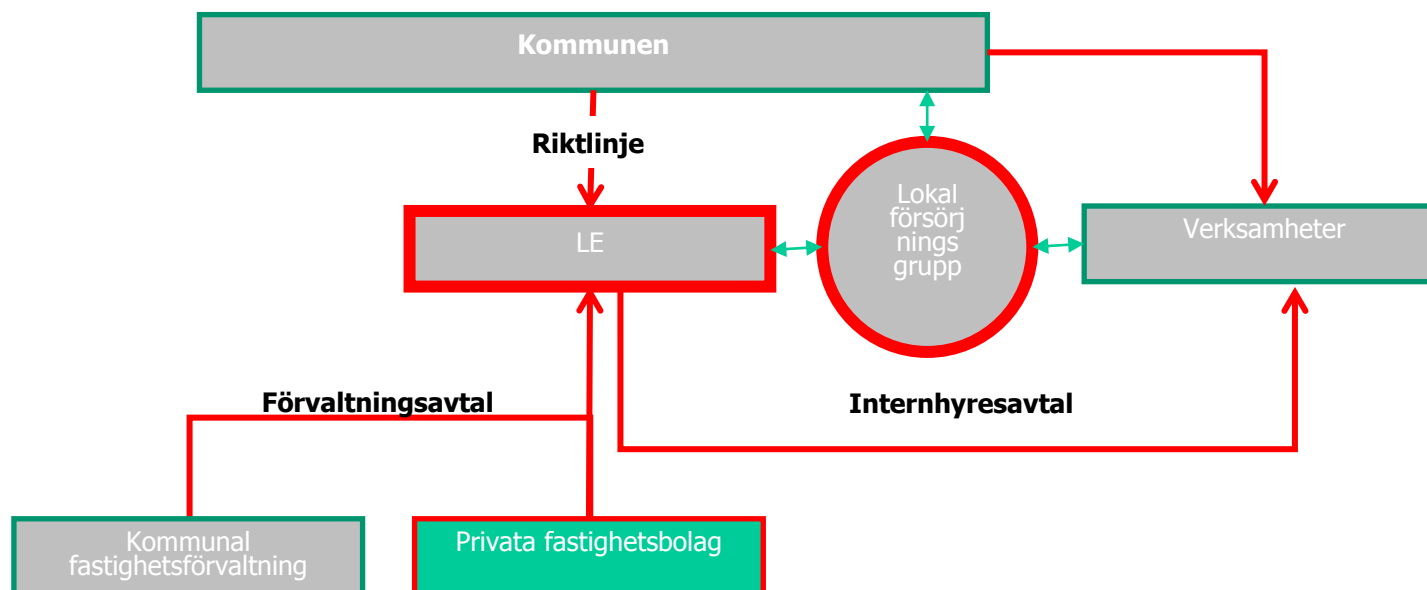 Kommunen
Riktlinje
Lokal
försörj
nings
grupp
LE
Verksamheter
Förvaltningsavtal
Internhyresavtal
Kommunal
fastighetsförvaltning
Privata fastighetsbolag